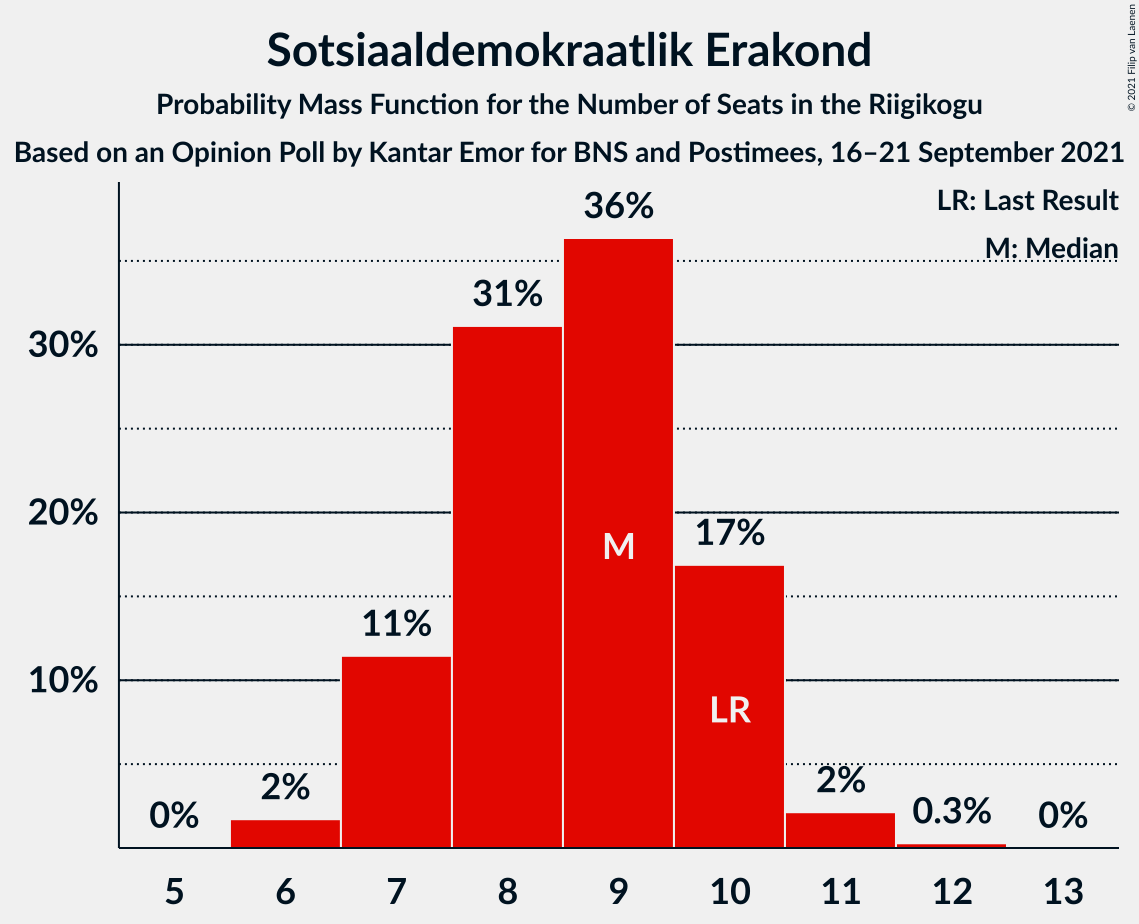 Sotsiaaldemokraatlik Erakond
Probability Mass Function for the Number of Seats in the Riigikogu
Based on an Opinion Poll by Kantar Emor for BNS and Postimees, 16–21 September 2021
© 2021 Filip van Laenen
LR: Last Result
M: Median
36%
31%
30%
20%
17%
M
11%
10%
LR
2%
2%
0%
0.3%
0%
5 6 7 8 9 10 11 12 13